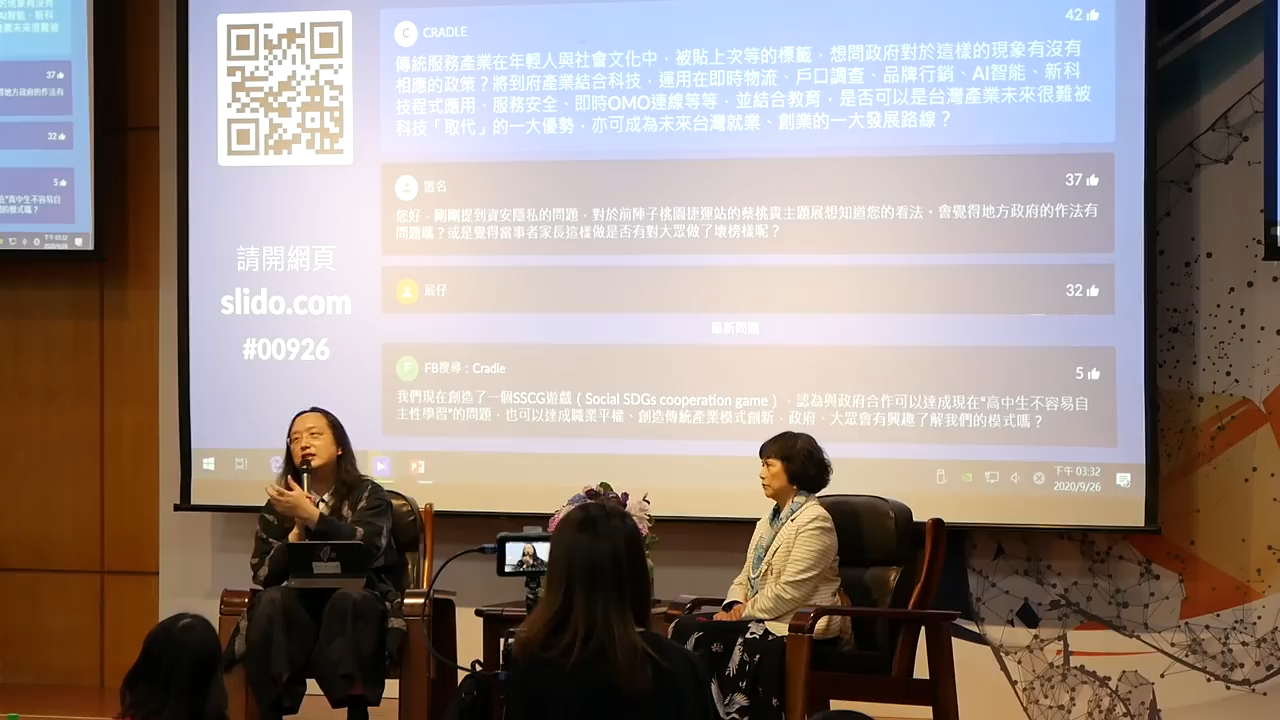 CRADLE
42
傳統服務產業在年輕人與社會文化中，被貼上次等的標籤，想問政府對於這樣的現象有沒有
相應的政策？將到府產業結合科技，運用在即時物流、戶口調查、品牌行銷、AI智能、新科
技程式應用、服務安全、即時OMO連線等等，並結合教育，是否可以是台灣產業未來很難被
科技「取代」的一大優勢，亦可成為未來台灣就業、創業的一大發展路線？
匿名
37
您好，剛剛提到資安隱私的問題，對於前陣子桃園捷運站的蔡桃貴主題展想知道您的看法、會覺得地方政府的作法有
問題嗎？或是覺得當事者家長這樣做是否有對大眾做了壞榜樣呢？
宸仔
32
最新問題
F
FB搜尋：Cradle
5
我們現在創造了一個SSCG遊戲（Social SDGs cooperation game），認為與政府合作可以達成現在"高中生不容易自
主性學習"的問題，也可以達成職業平權、創造傳統產業模式創新，政府、大眾會有興趣了解我們的模式嗎？
請開網頁
slido.com
#00926
下午 03:32
2020/9/26
37
32
5